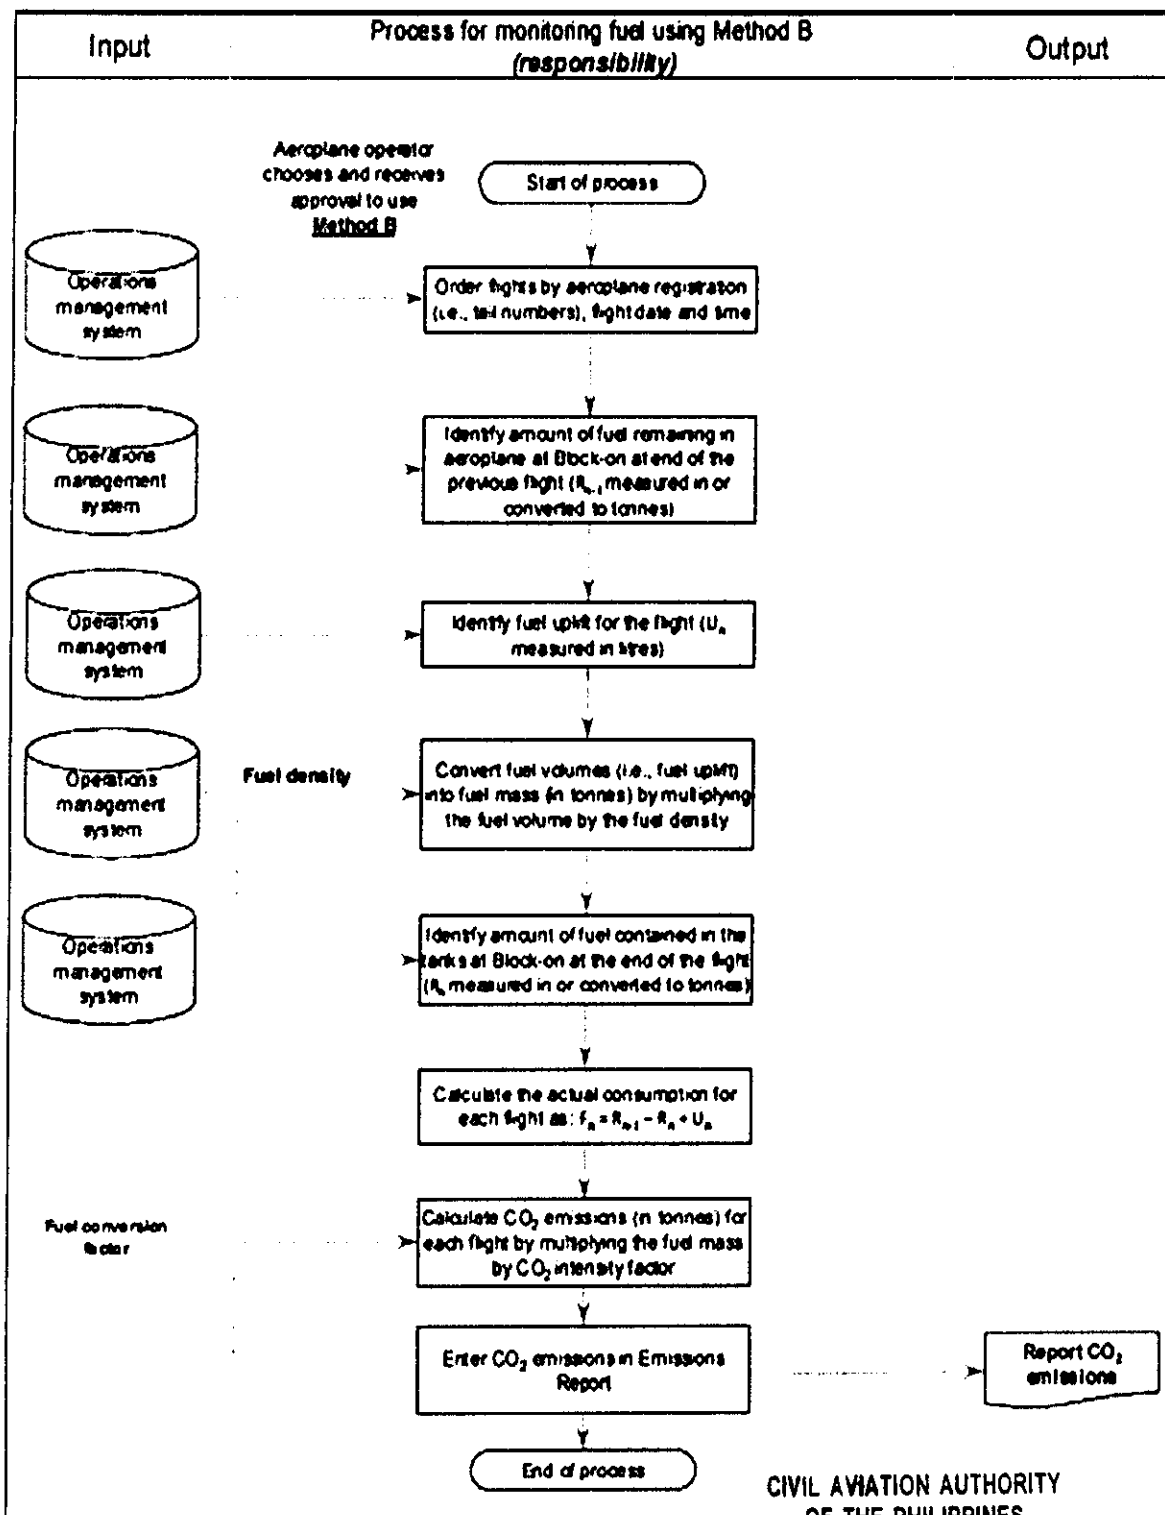 Input
Process for monitoring fuel using Method B
(responsibility)
Output
Aeroplane operator
chooses and receives
approval to use
Method B
Start of process
Operations
management
system
Order flights by aeroplane registration
(i.e., tail numbers), flight date and time
Operations
management
system
Identify amount of fuel remaining in
aeroplane at Block-on at end of the
previous flight (Rₙ₋₁ measured in or
converted to tonnes)
Operations
management
system
Identify fuel uplift for the flight (Uₙ
measured in litres)
Operations
management
system
Fuel density
Convert fuel volumes (i.e., fuel uplift)
into fuel mass (in tonnes) by multiplying
the fuel volume by the fuel density
Operations
management
system
Identify amount of fuel contained in the
tanks at Block-on at the end of the flight
(Rₙ measured in or converted to tonnes)
Calculate the actual consumption for
each flight as: Fₙ = Rₙ₋₁ – Rₙ + Uₙ
Fuel conversion
factor
Calculate CO₂ emissions (in tonnes) for
each flight by multiplying the fuel mass
by CO₂ intensity factor
Enter CO₂ emissions in Emissions
Report
Report CO₂
emissions
End of process
CIVIL AVIATION AUTHORITY
OF THE PHILIPPINES